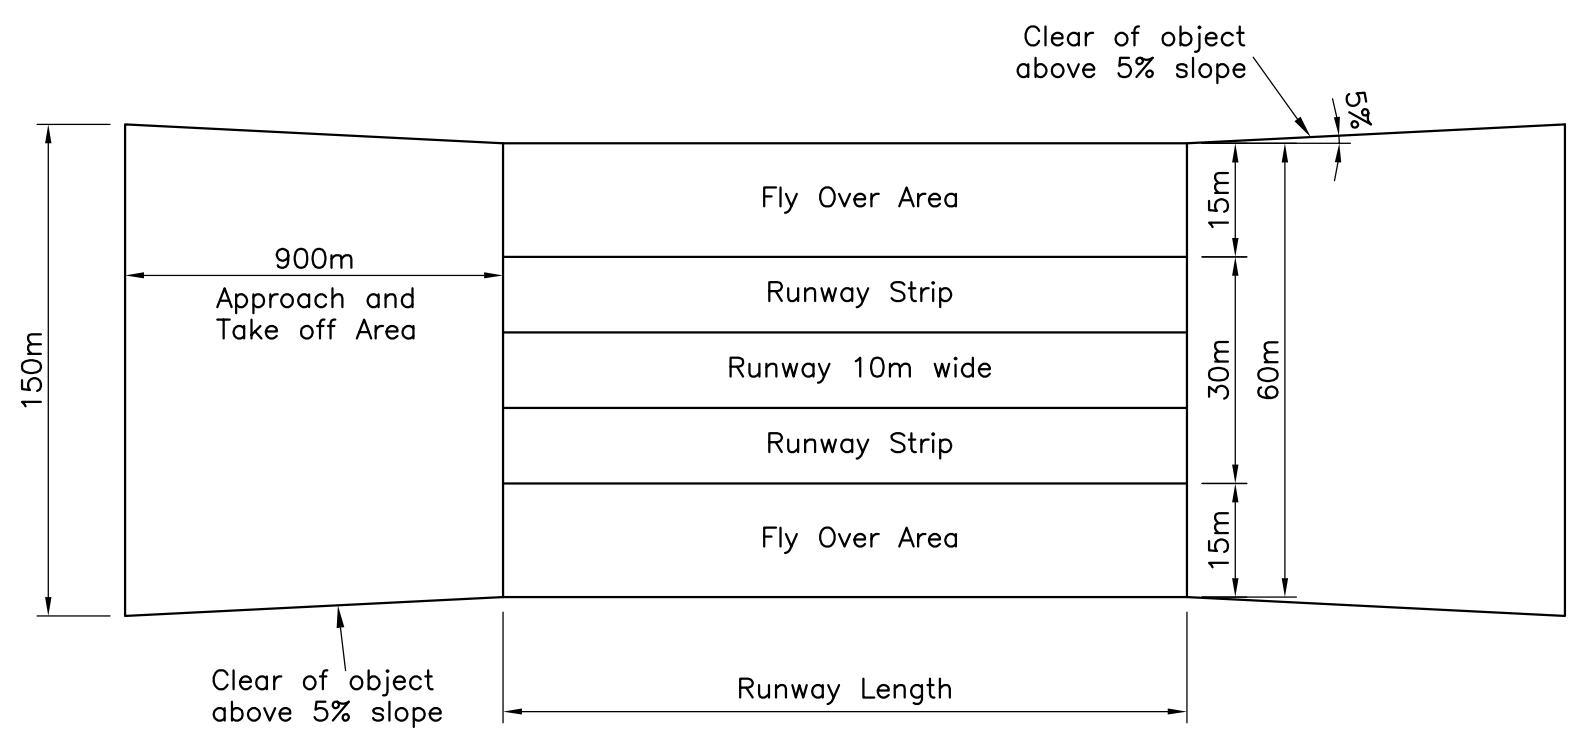 Clear of object
above 5% slope
5%
Fly Over Area
15m
900m
Approach and
Take off Area
Runway Strip
150m
Runway 10m wide
30m
60m
Runway Strip
Fly Over Area
15m
Clear of object
above 5% slope
Runway Length